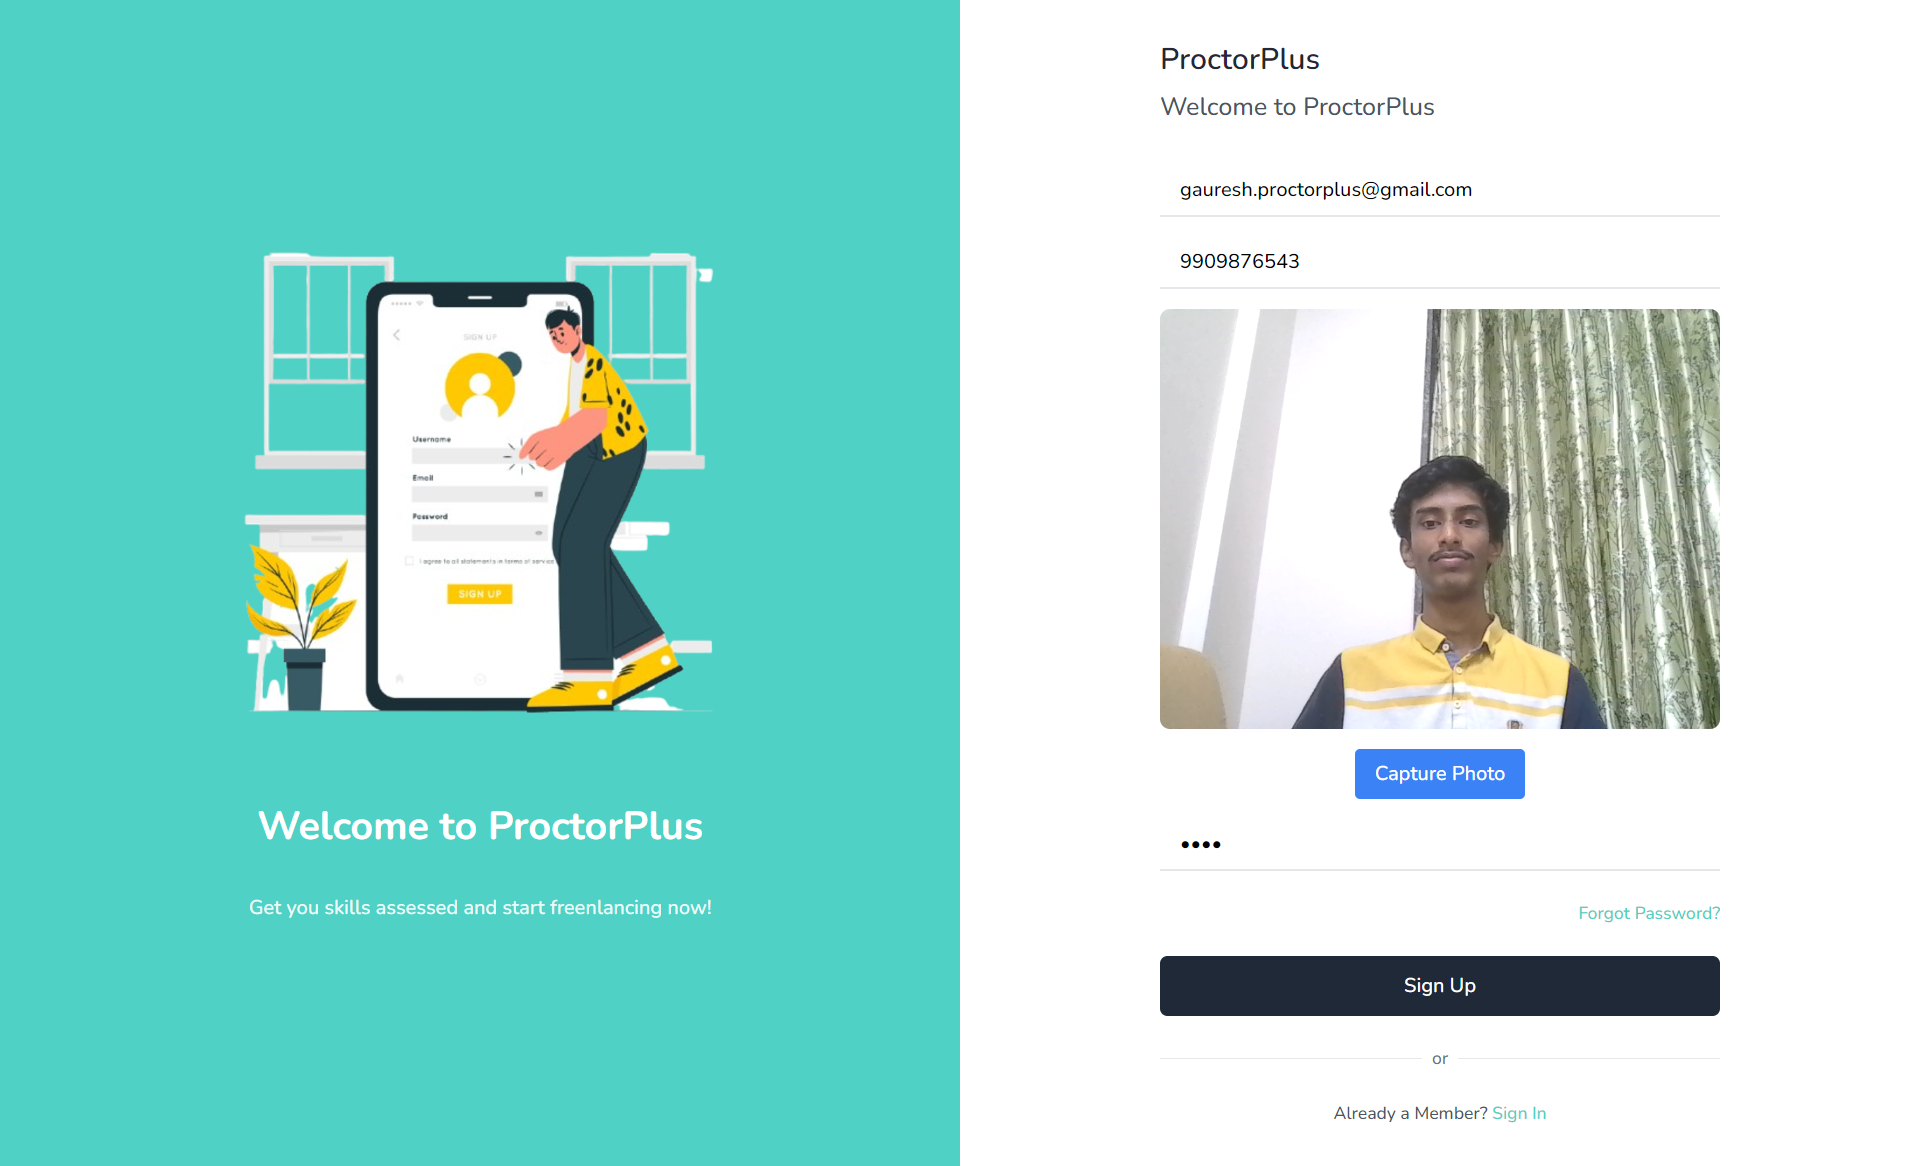 Welcome to ProctorPlus
Get you skills assessed and start freenlancing now!
SIGN UP
Username
Email
Password
I agree to all statements in terms of service
SIGN UP
ProctorPlus
Welcome to ProctorPlus
gauresh.proctorplus@gmail.com
9909876543
Capture Photo
••••
Forgot Password?
Sign Up
or
Already a Member? Sign In